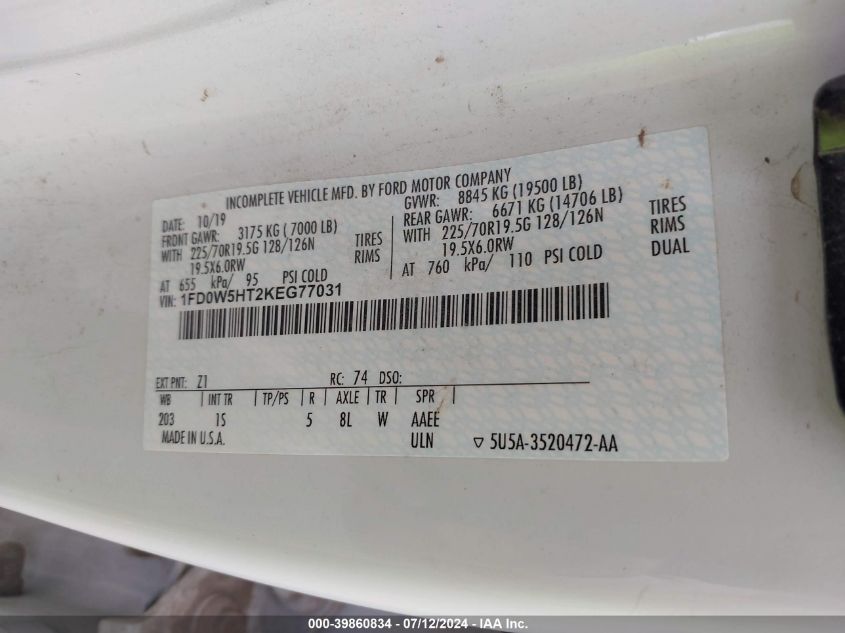 INCOMPLETE VEHICLE MFD. BY FORD MOTOR COMPANY
DATE: 10/19 GVWR: 8845 KG (19500 LB)
FRONT GAWR: 3175 KG ( 7000 LB) REAR GAWR: 6671 KG (14706 LB)
WITH 225/70R19.5G 128/126N TIRES WITH 225/70R19.5G 128/126N TIRES
19.5X6.0RW RIMS 19.5X6.0RW RIMS
AT 655 kPa/ 95 PSI COLD AT 760 kPa/ 110 PSI COLD DUAL
VIN: 1FD0W5HT2KEG77031
EXT PNT: Z1 RC: 74 DSO:
WB INT TR TP/PS R AXLE TR SPR
203 1S 5 8L W AAEE
MADE IN U.S.A. ULN ▽ 5U5A-3520472-AA
000-39860834 - 07/12/2024 - IAA Inc.